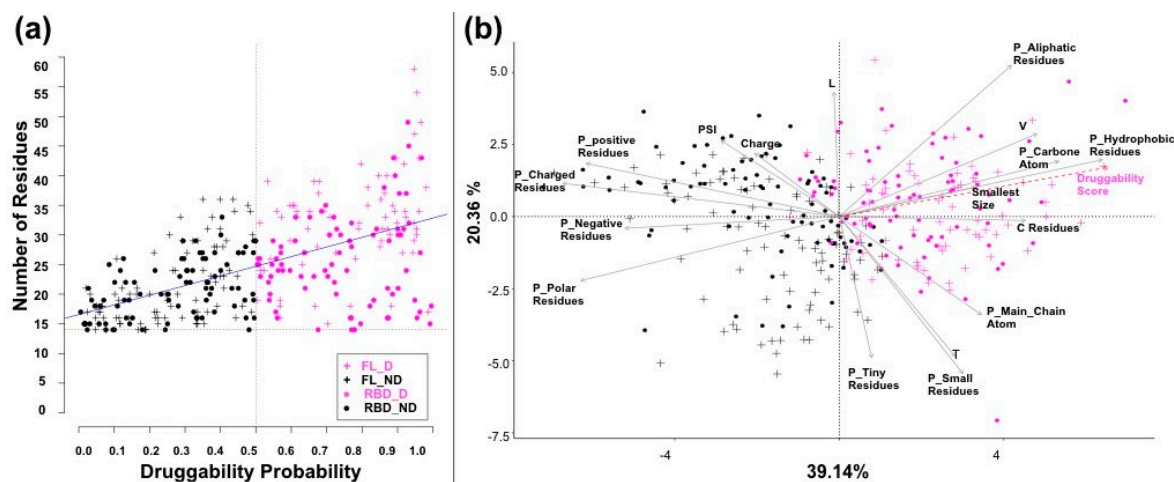 (a)
Number of Residues
60
55
50
45
40
35
30
25
20
15
10
5
0
FL_D
FL_ND
RBD_D
RBD_ND
0.0 0.1 0.2 0.3 0.4 0.5 0.6 0.7 0.8 0.9 1.0
Druggability Probability
(b)
20.36 %
5.0
2.5
0.0
-2.5
-5.0
-7.5
P_Aliphatic
Residues
L
V
PSI
Charge
P_positive
Residues
P_Carbone
Atom
P_Hydrophobic
Residues
P_Charged
Residues
Druggability
Score
Smallest
Size
P_Negative
Residues
C Residues
P_Polar
Residues
P_Main_Chain
Atom
T
P_Tiny
Residues
P_Small
Residues
-4
4
39.14%